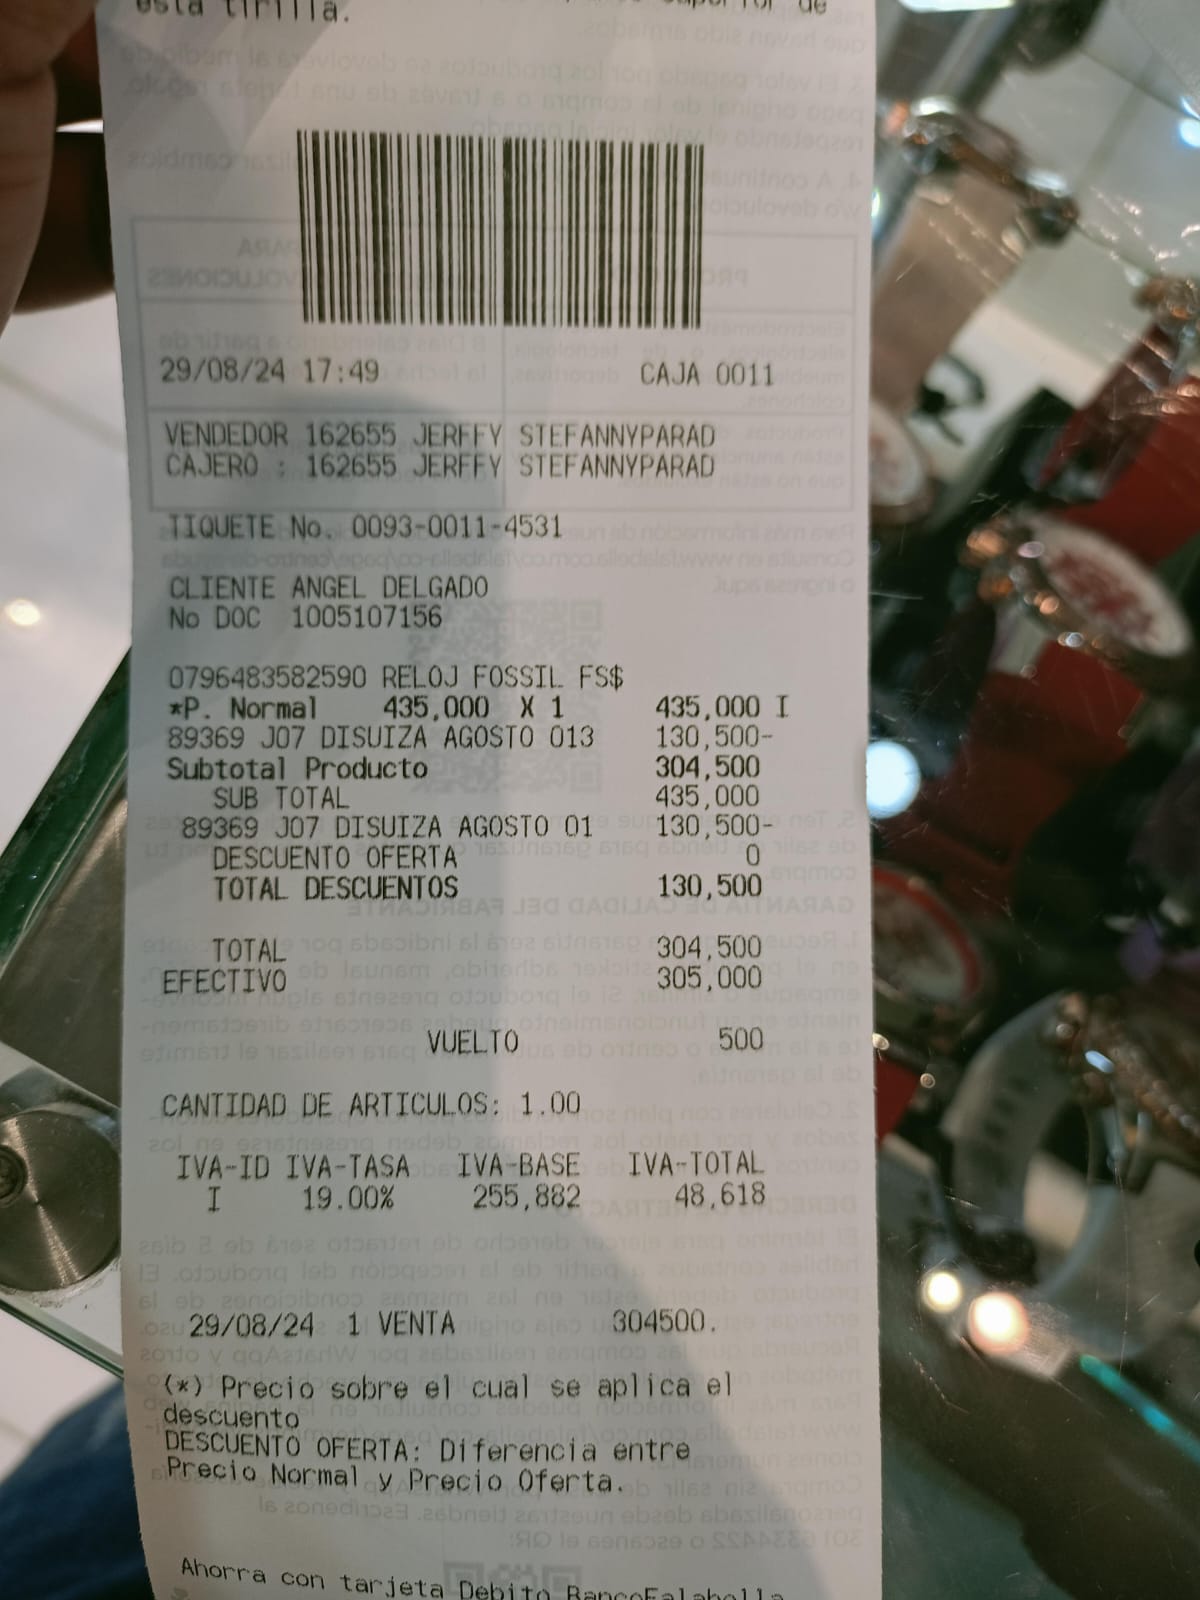 esta tirilla.
29/08/24 17:49 CAJA 0011
VENDEDOR 162655 JERFFY STEFANNYPARAD
CAJERO : 162655 JERFFY STEFANNYPARAD
TIQUETE No. 0093-0011-4531
CLIENTE ANGEL DELGADO
No DOC 1005107156
0796483582590 RELOJ FOSSIL FS$
*P. Normal 435,000 X 1 435,000 I
89369 J07 DISUIZA AGOSTO 013 130,500-
Subtotal Producto 304,500
SUB TOTAL 435,000
89369 J07 DISUIZA AGOSTO 01 130,500-
DESCUENTO OFERTA 0
TOTAL DESCUENTOS 130,500
TOTAL 304,500
EFECTIVO 305,000
VUELTO 500
CANTIDAD DE ARTICULOS: 1.00
IVA-ID IVA-TASA IVA-BASE IVA-TOTAL
I 19.00% 255,882 48,618
29/08/24 1 VENTA 304500.
(*) Precio sobre el cual se aplica el
descuento
DESCUENTO OFERTA: Diferencia entre
Precio Normal y Precio Oferta.
Ahorra con tarjeta Debito BancoFalabella